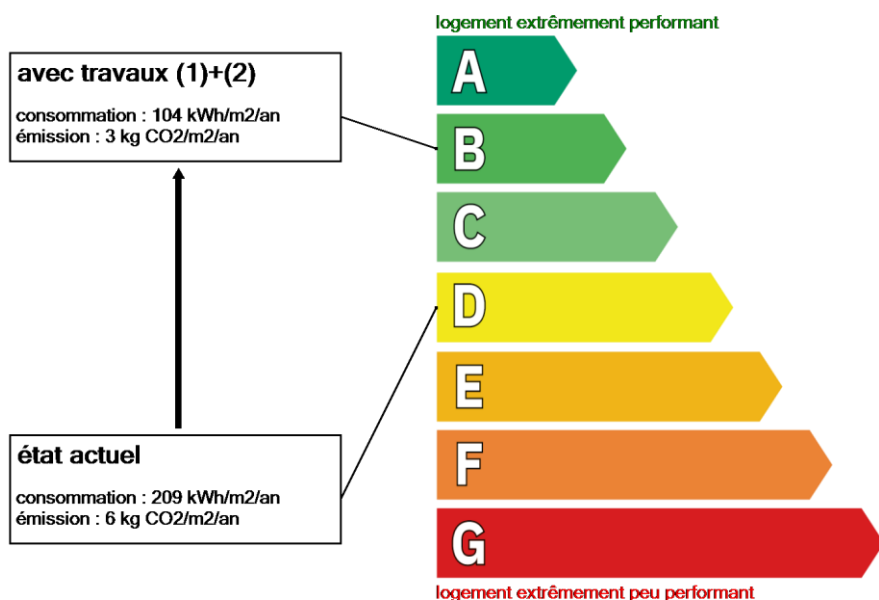 logement extrêmement performant
avec travaux (1)+(2)
consommation : 104 kWh/m2/an
émission : 3 kg CO2/m2/an
A
B
C
D
E
état actuel
consommation : 209 kWh/m2/an
émission : 6 kg CO2/m2/an
F
G
logement extrêmement peu performant